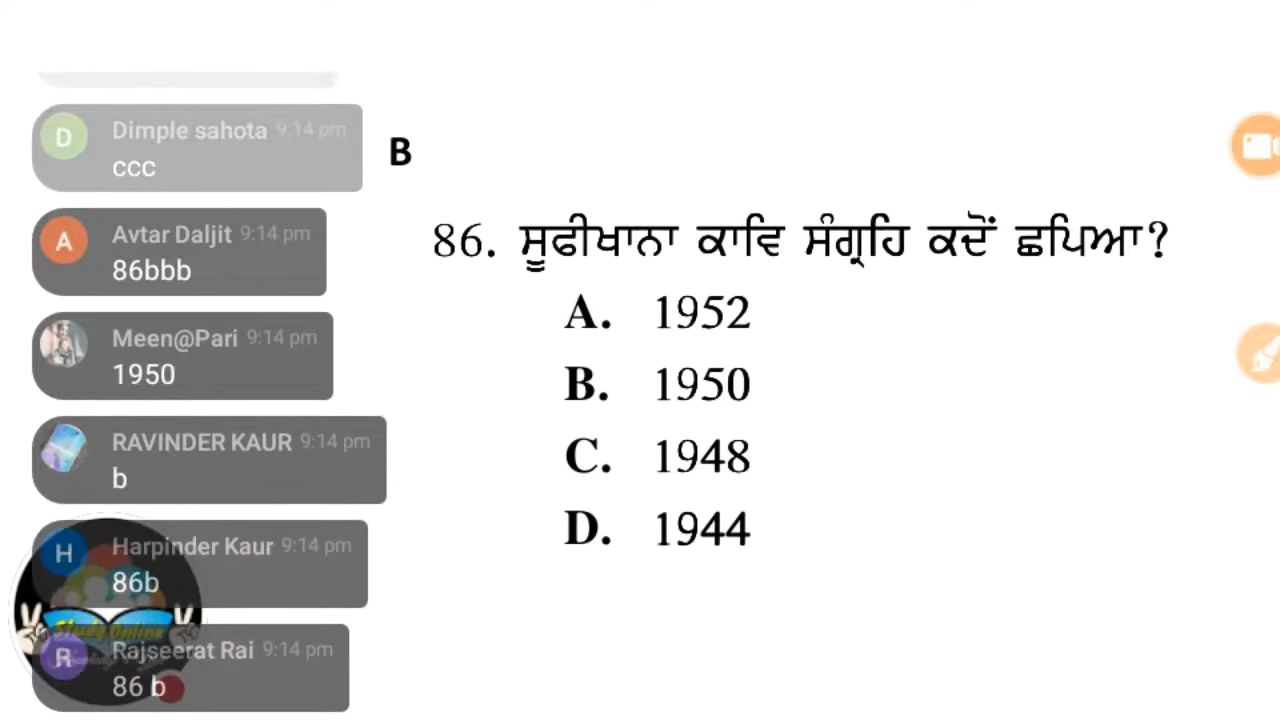 D
Dimple sahota 9:14 pm
ccc
B
A
Avtar Daljit 9:14 pm
86bbb
Meen@Pari 9:14 pm
1950
RAVINDER KAUR 9:14 pm
b
H
Harpinder Kaur 9:14 pm
86b
Study Online
R
Rajseerat Rai 9:14 pm
86 b
86. ਸੂਫੀਖਾਨਾ ਕਾਵਿ ਸੰਗ੍ਰਹਿ ਕਦੋਂ ਛਪਿਆ?
A. 1952
B. 1950
C. 1948
D. 1944